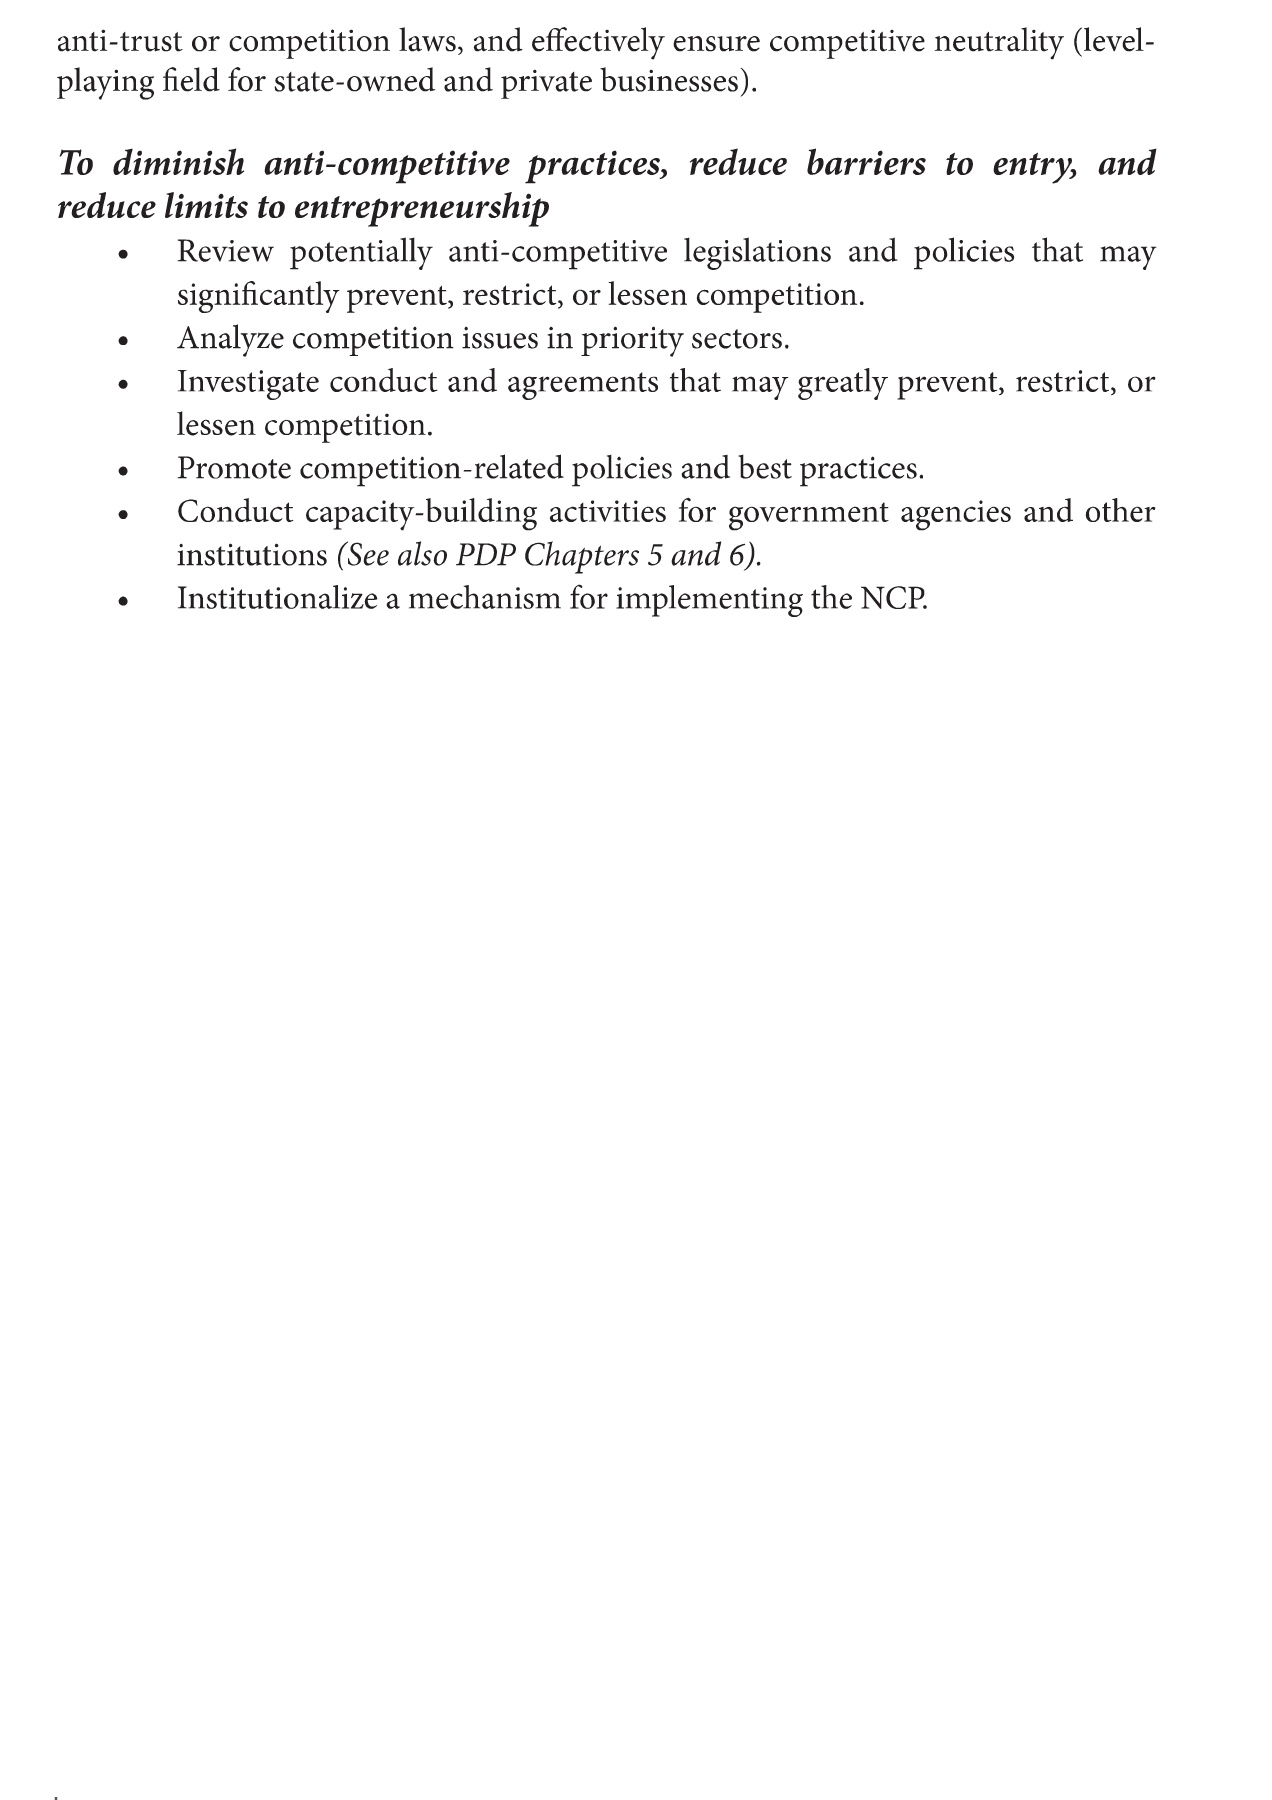 anti-trust or competition laws, and effectively ensure competitive neutrality (level-
playing field for state-owned and private businesses).
To diminish anti-competitive practices, reduce barriers to entry, and
reduce limits to entrepreneurship
• Review potentially anti-competitive legislations and policies that may
significantly prevent, restrict, or lessen competition.
• Analyze competition issues in priority sectors.
• Investigate conduct and agreements that may greatly prevent, restrict, or
lessen competition.
• Promote competition-related policies and best practices.
• Conduct capacity-building activities for government agencies and other
institutions (See also PDP Chapters 5 and 6).
• Institutionalize a mechanism for implementing the NCP.